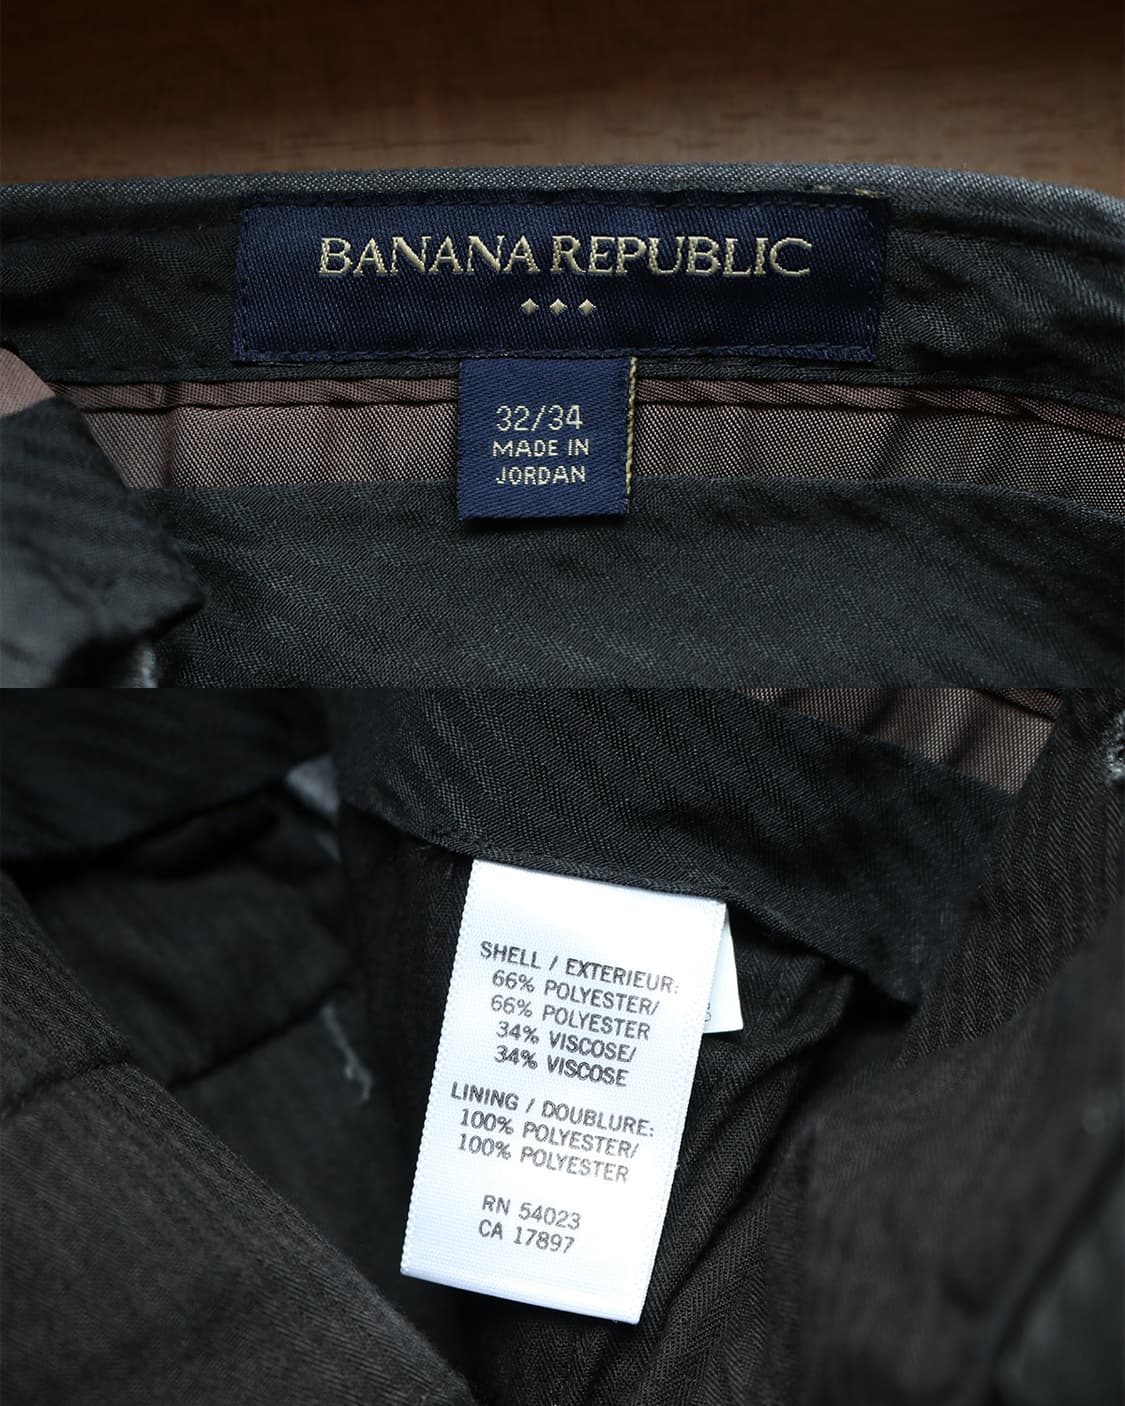 BANANA REPUBLIC
32/34
MADE IN
JORDAN
SHELL / EXTERIEUR:
66% POLYESTER/
66% POLYESTER
34% VISCOSE/
34% VISCOSE
LINING / DOUBLURE:
100% POLYESTER/
100% POLYESTER
RN 54023
CA 17897